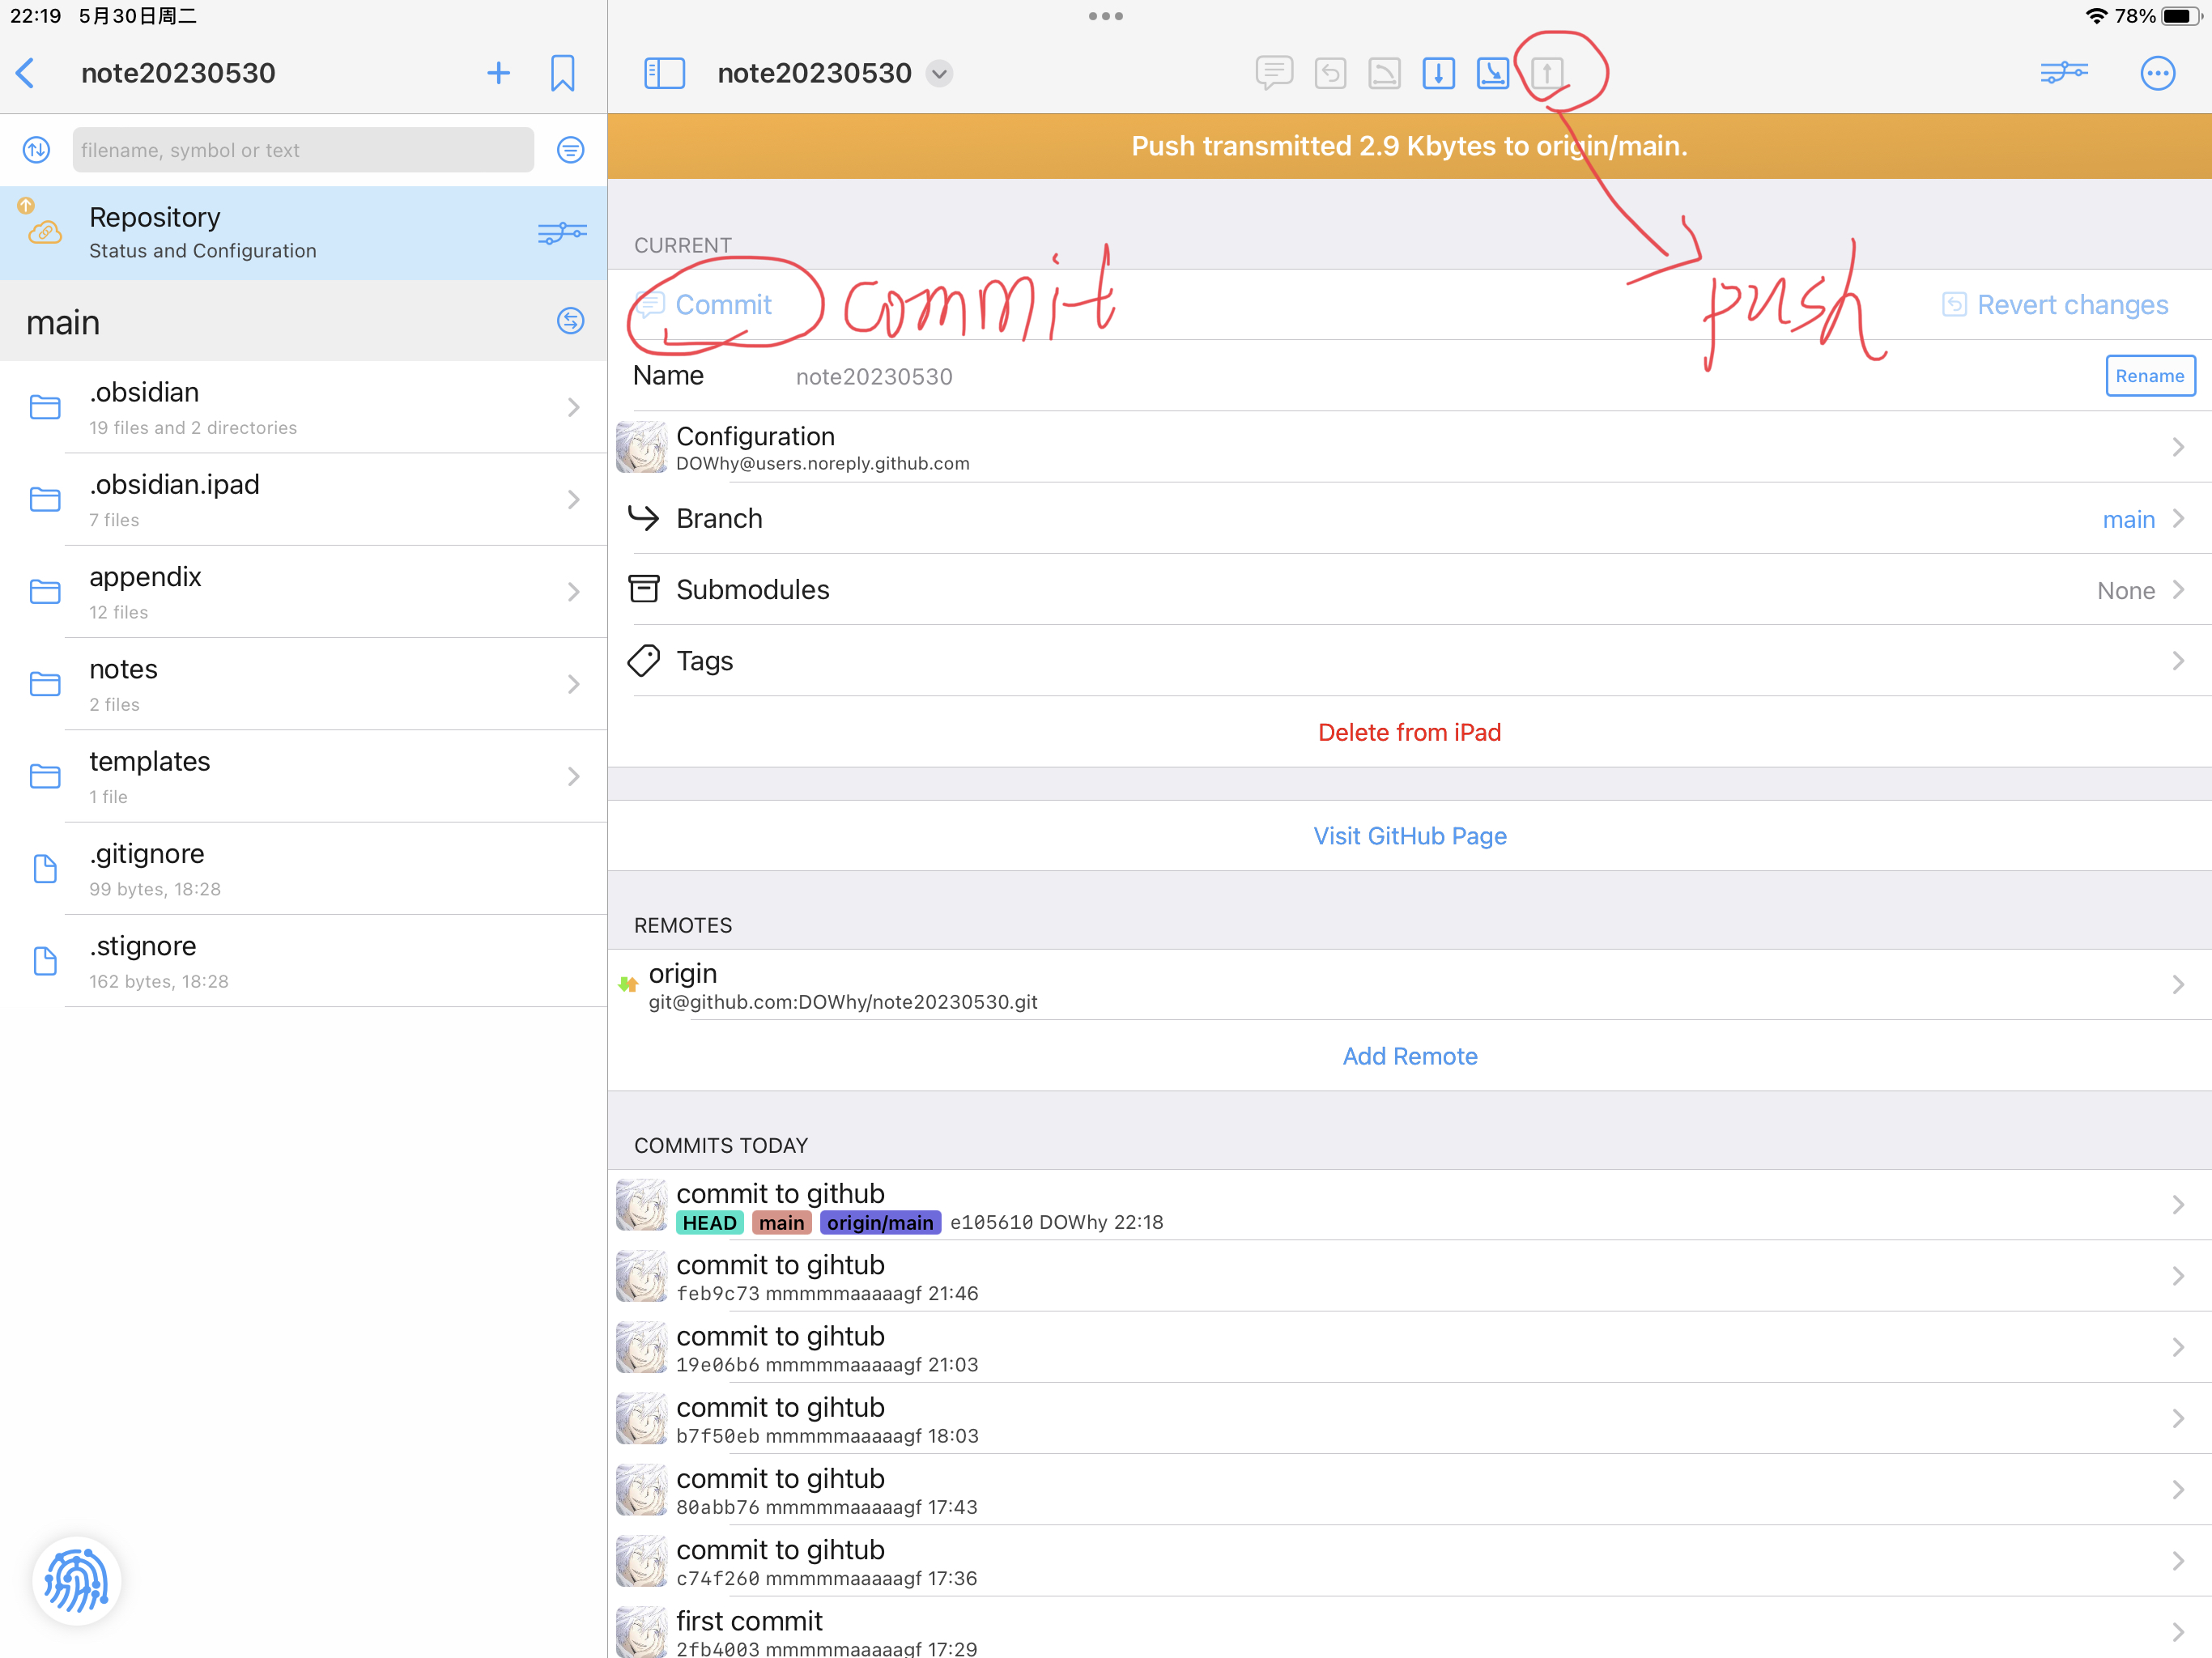 22:19 5月30日周二
78%
note20230530
filename, symbol or text
Repository
Status and Configuration
main
.obsidian
19 files and 2 directories
.obsidian.ipad
7 files
appendix
12 files
notes
2 files
templates
1 file
.gitignore
99 bytes, 18:28
.stignore
162 bytes, 18:28
note20230530
Push transmitted 2.9 Kbytes to origin/main.
CURRENT
Commit commit push Revert changes
Name note20230530 Rename
Configuration
DOWhy@users.noreply.github.com
Branch main
Submodules None
Tags
Delete from iPad
Visit GitHub Page
REMOTES
origin
git@github.com:DOWhy/note20230530.git
Add Remote
COMMITS TODAY
commit to github
HEAD main origin/main e105610 DOWhy 22:18
commit to gihtub
feb9c73 mmmmmaaaaagf 21:46
commit to gihtub
19e06b6 mmmmmaaaaagf 21:03
commit to gihtub
b7f50eb mmmmmaaaaagf 18:03
commit to gihtub
80abb76 mmmmmaaaaagf 17:43
commit to gihtub
c74f260 mmmmmaaaaagf 17:36
first commit
2fb4003 mmmmmaaaaagf 17:29